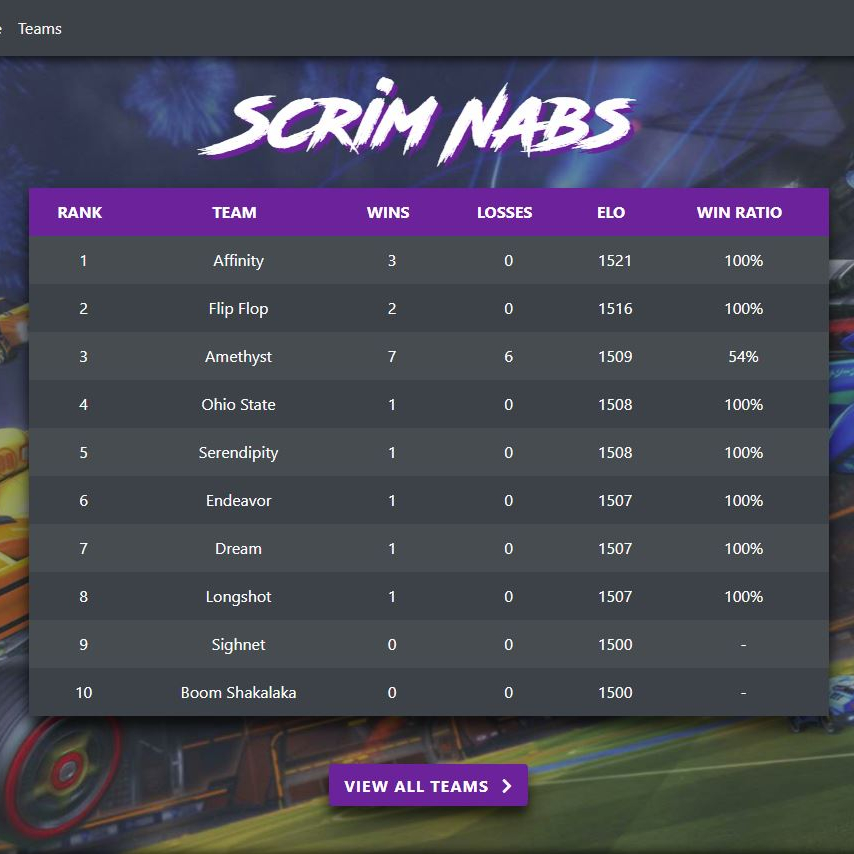 Teams
SCRIM NABS
RANK TEAM WINS LOSSES ELO WIN RATIO
1 Affinity 3 0 1521 100%
2 Flip Flop 2 0 1516 100%
3 Amethyst 7 6 1509 54%
4 Ohio State 1 0 1508 100%
5 Serendipity 1 0 1508 100%
6 Endeavor 1 0 1507 100%
7 Dream 1 0 1507 100%
8 Longshot 1 0 1507 100%
9 Sighnet 0 0 1500 -
10 Boom Shakalaka 0 0 1500 -
VIEW ALL TEAMS